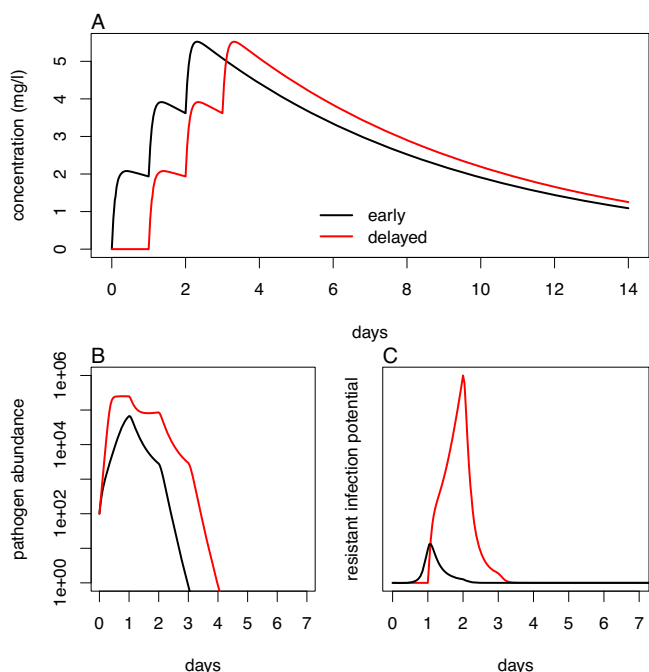 A
concentration (mg/l)
5
4
3
2
1
0
early
delayed
0 2 4 6 8 10 12 14
days
B
pathogen abundance
1e+06
1e+04
1e+02
1e+00
0 1 2 3 4 5 6 7
days
C
resistant infection potential
0 1 2 3 4 5 6 7
days